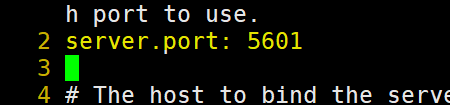 h port to use.
2 server.port: 5601
3
4 # The host to bind the serve